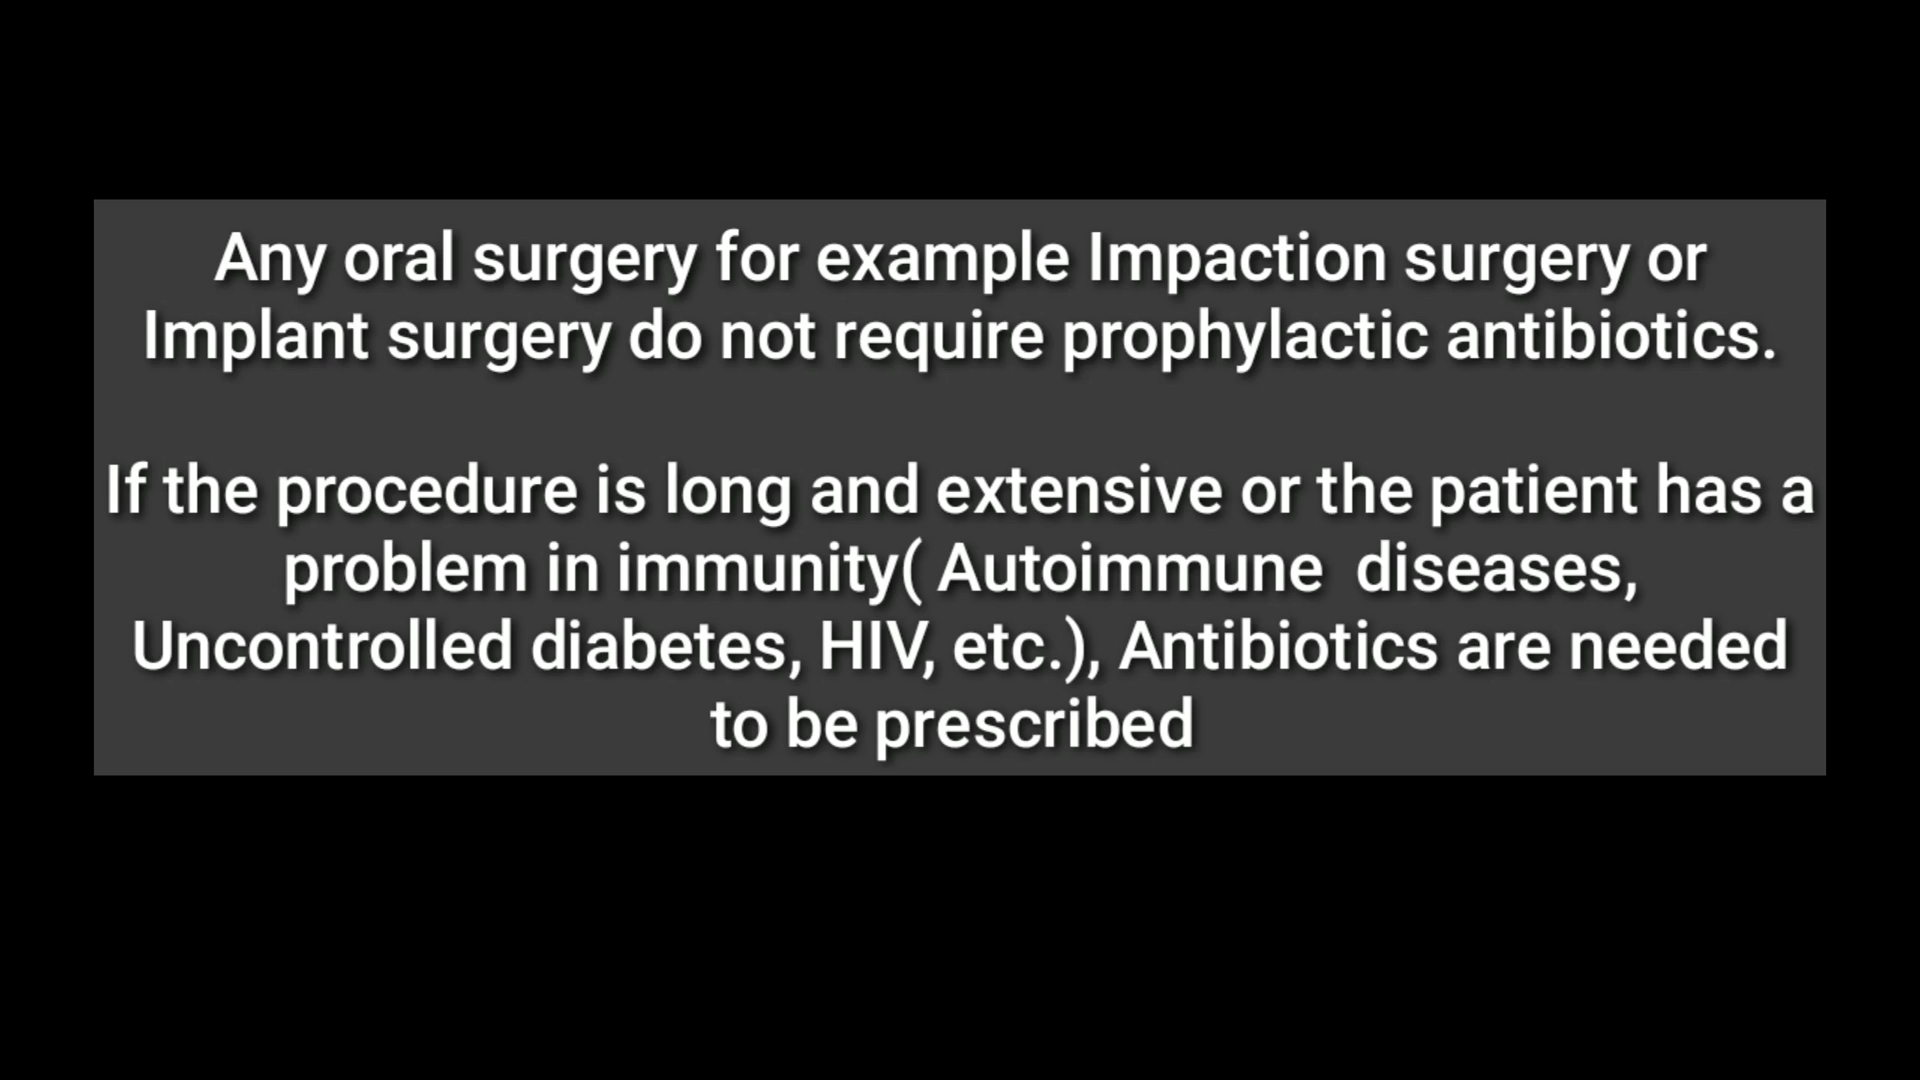 Any oral surgery for example Impaction surgery or
Implant surgery do not require prophylactic antibiotics.
If the procedure is long and extensive or the patient has a
problem in immunity( Autoimmune  diseases,
Uncontrolled diabetes, HIV, etc.), Antibiotics are needed
to be prescribed